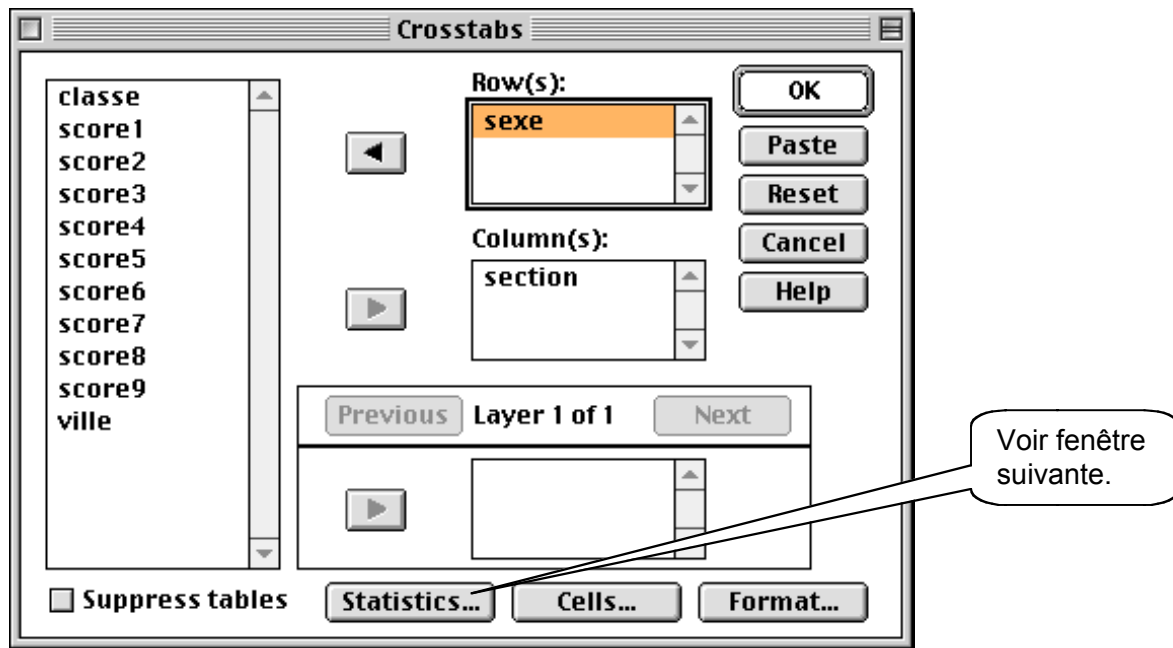 Crosstabs
classe
score1
score2
score3
score4
score5
score6
score7
score8
score9
ville
Row(s):
sexe
Column(s):
section
OK
Paste
Reset
Cancel
Help
Previous
Layer 1 of 1
Next
Voir fenêtre
suivante.
Suppress tables
Statistics...
Cells...
Format...